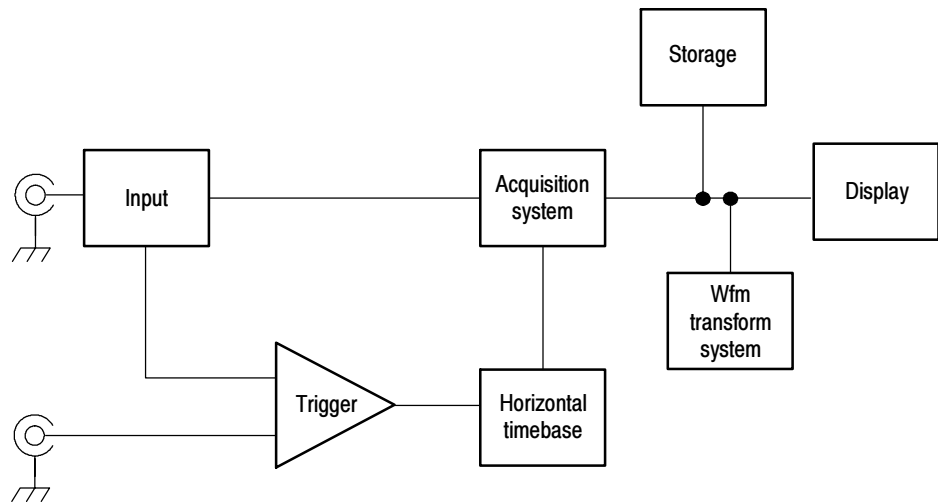 Storage
Input
Acquisition
system
Display
Wfm
transform
system
Trigger
Horizontal
timebase